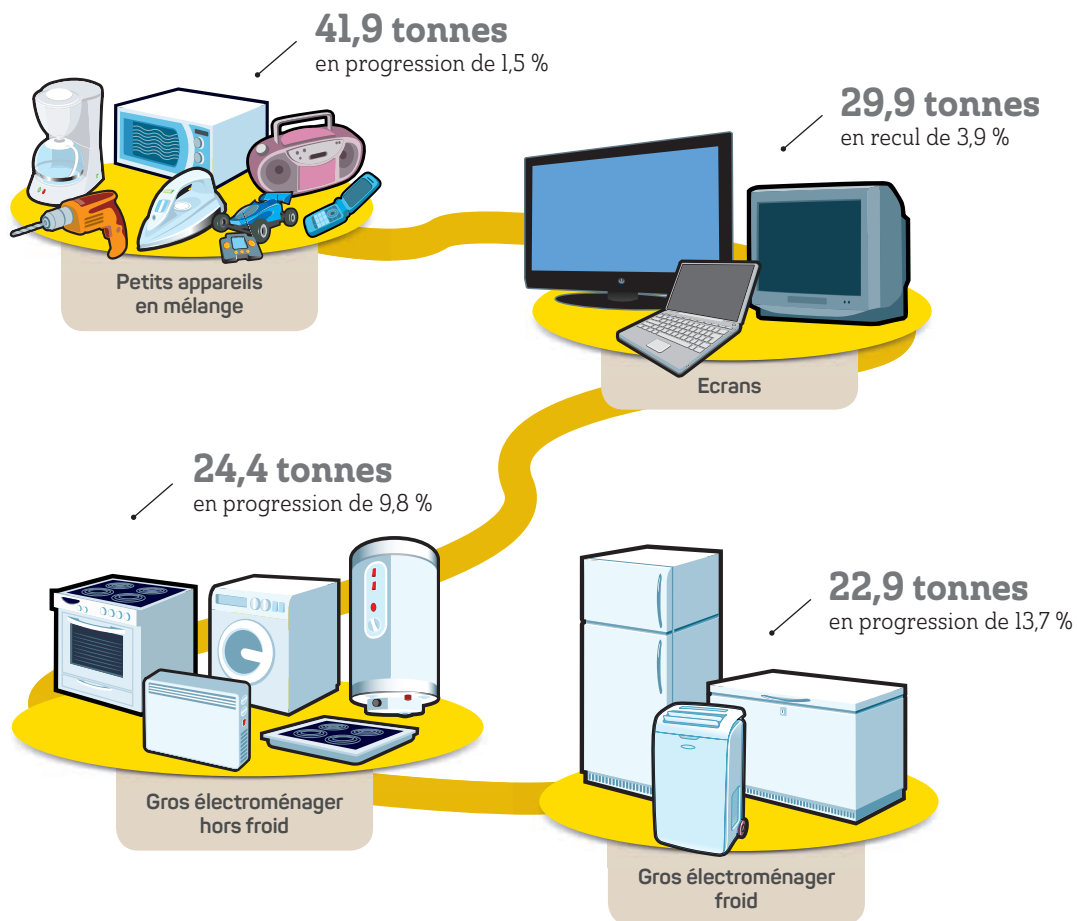 41,9 tonnes
en progression de 1,5 %
Petits appareils
en mélange
29,9 tonnes
en recul de 3,9 %
Ecrans
24,4 tonnes
en progression de 9,8 %
Gros électroménager
hors froid
22,9 tonnes
en progression de 13,7 %
Gros électroménager
froid